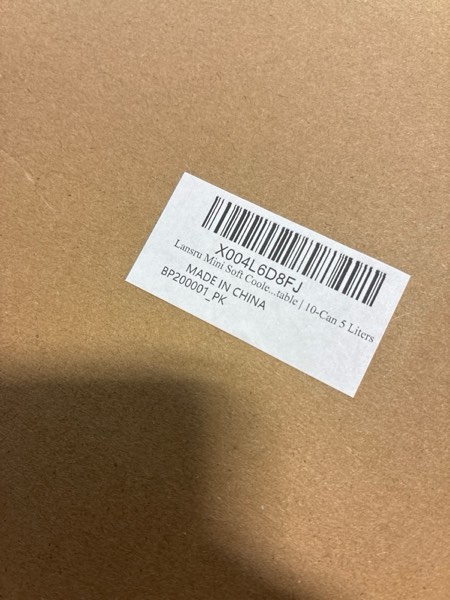 X004L6D8FJ
Lansru Mini Soft Coole...table | 10-Can 5 Liters
MADE IN CHINA
BP200001_PK